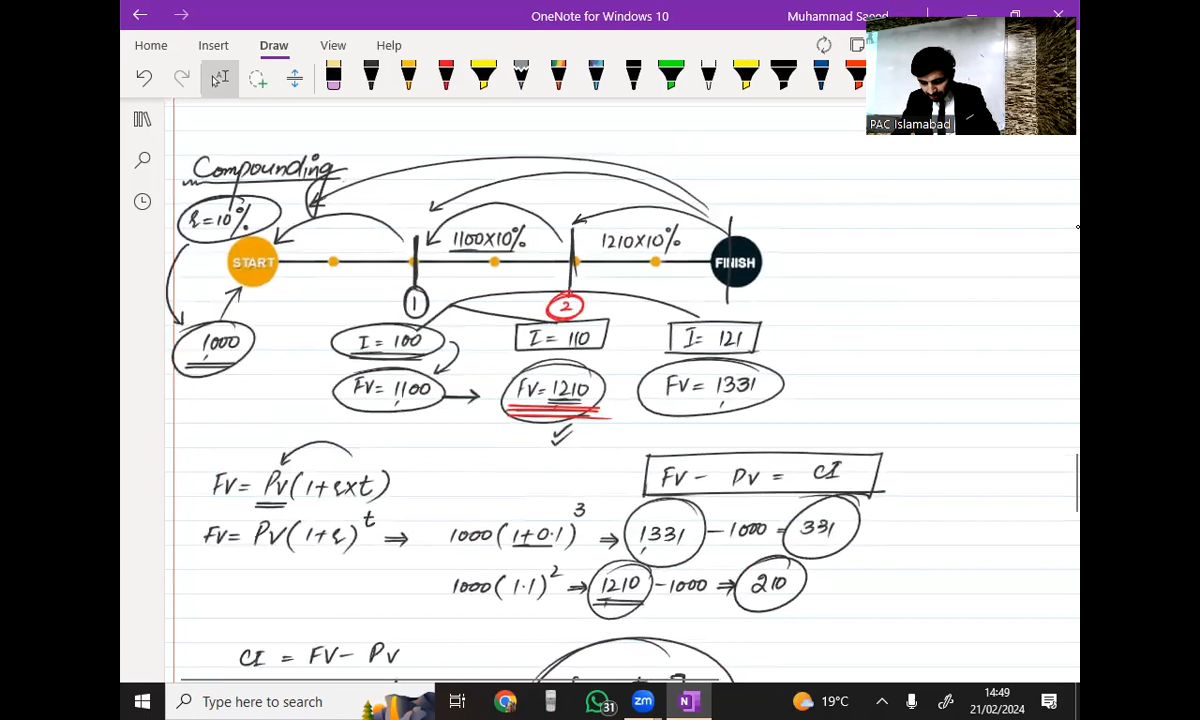 OneNote for Windows 10
Muhammad Saeed
Home Insert Draw View Help
PAC Islamabad
Compounding
r=10%
1100×10% 1210×10%
START FINISH
1 2
1000 I = 100 I = 110 I = 121
FV = 1100 FV = 1210 FV = 1331
FV = PV(1+r×t) FV - PV = CI
FV = PV(1+r)^t ⇒ 1000(1+0.1)^3 ⇒ 1331 - 1000 = 331
1000(1.1)^2 ⇒ 1210 - 1000 ⇒ 210
CI = FV - PV
Type here to search
31
19°C
14:49
21/02/2024